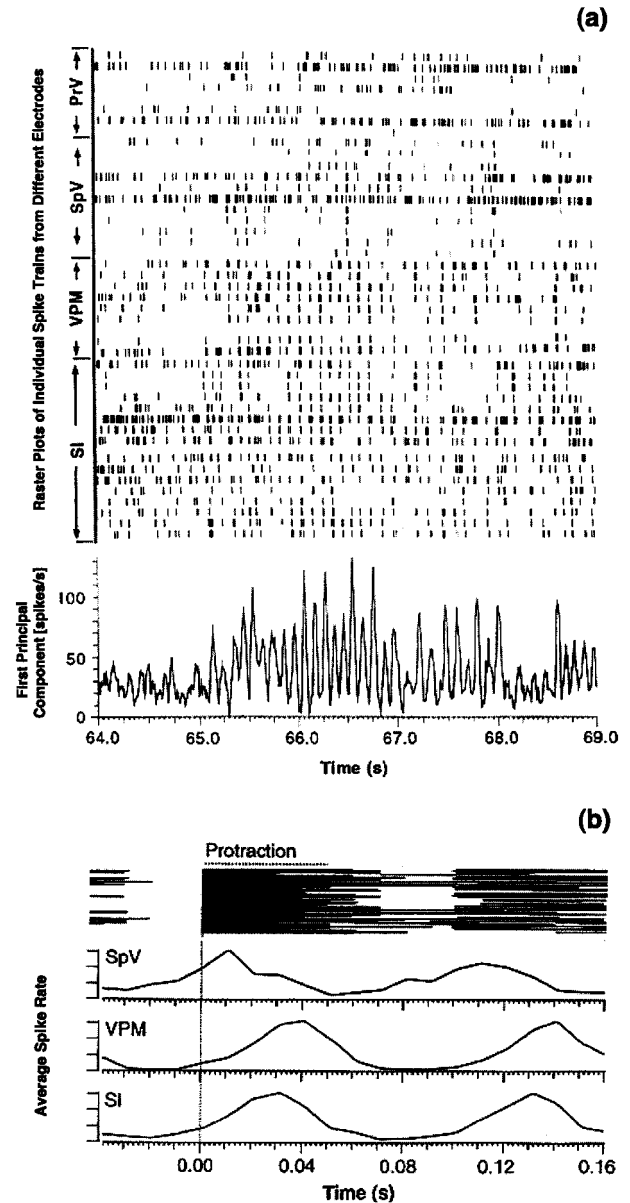 (a)
Raster Plots of Individual Spike Trains from Different Electrodes
PrV
SpV
VPM
SI
First Principal
Component [spikes/s]
100
50
0
64.0 65.0 66.0 67.0 68.0 69.0
Time (s)
(b)
Protraction
Average Spike Rate
SpV
VPM
SI
0.00 0.04 0.08 0.12 0.16
Time (s)